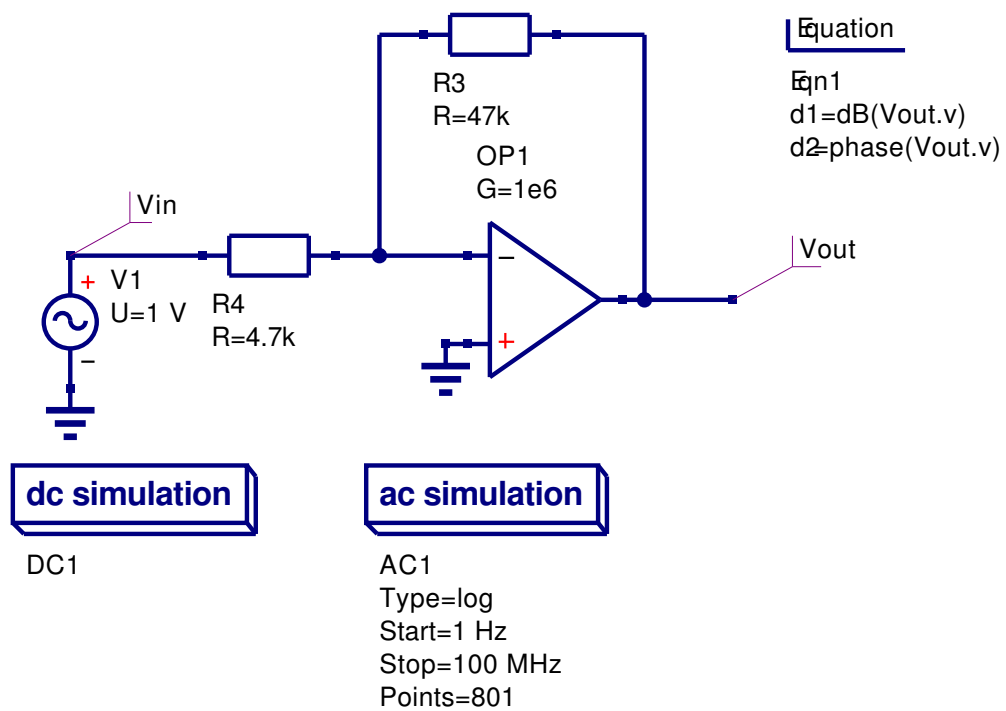 Equation
Eqn1
d1=dB(Vout.v)
d2=phase(Vout.v)
R3
R=47k
OP1
G=1e6
Vin
V1
U=1 V
R4
R=4.7k
Vout
+
−
−
+
dc simulation
DC1
ac simulation
AC1
Type=log
Start=1 Hz
Stop=100 MHz
Points=801